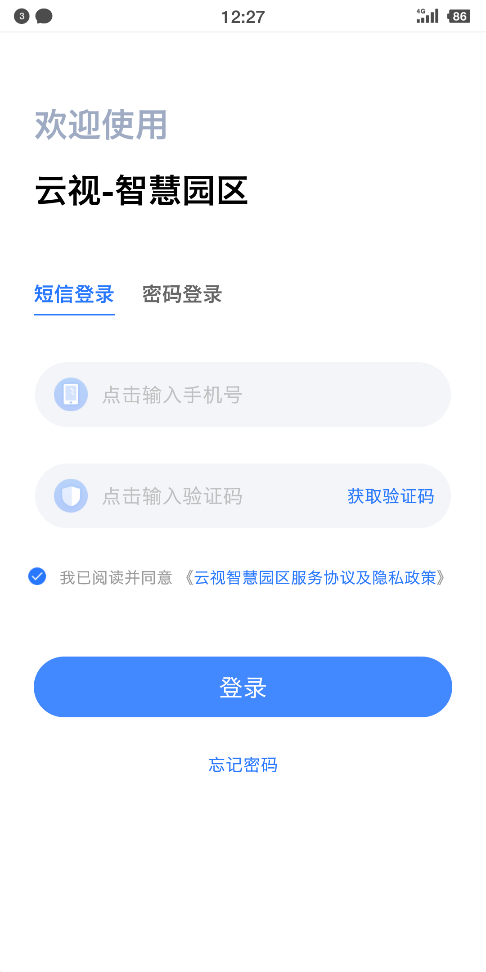 3
12:27
4G
86
欢迎使用
云视-智慧园区
短信登录 密码登录
点击输入手机号
点击输入验证码 获取验证码
我已阅读并同意 《云视智慧园区服务协议及隐私政策》
登录
忘记密码